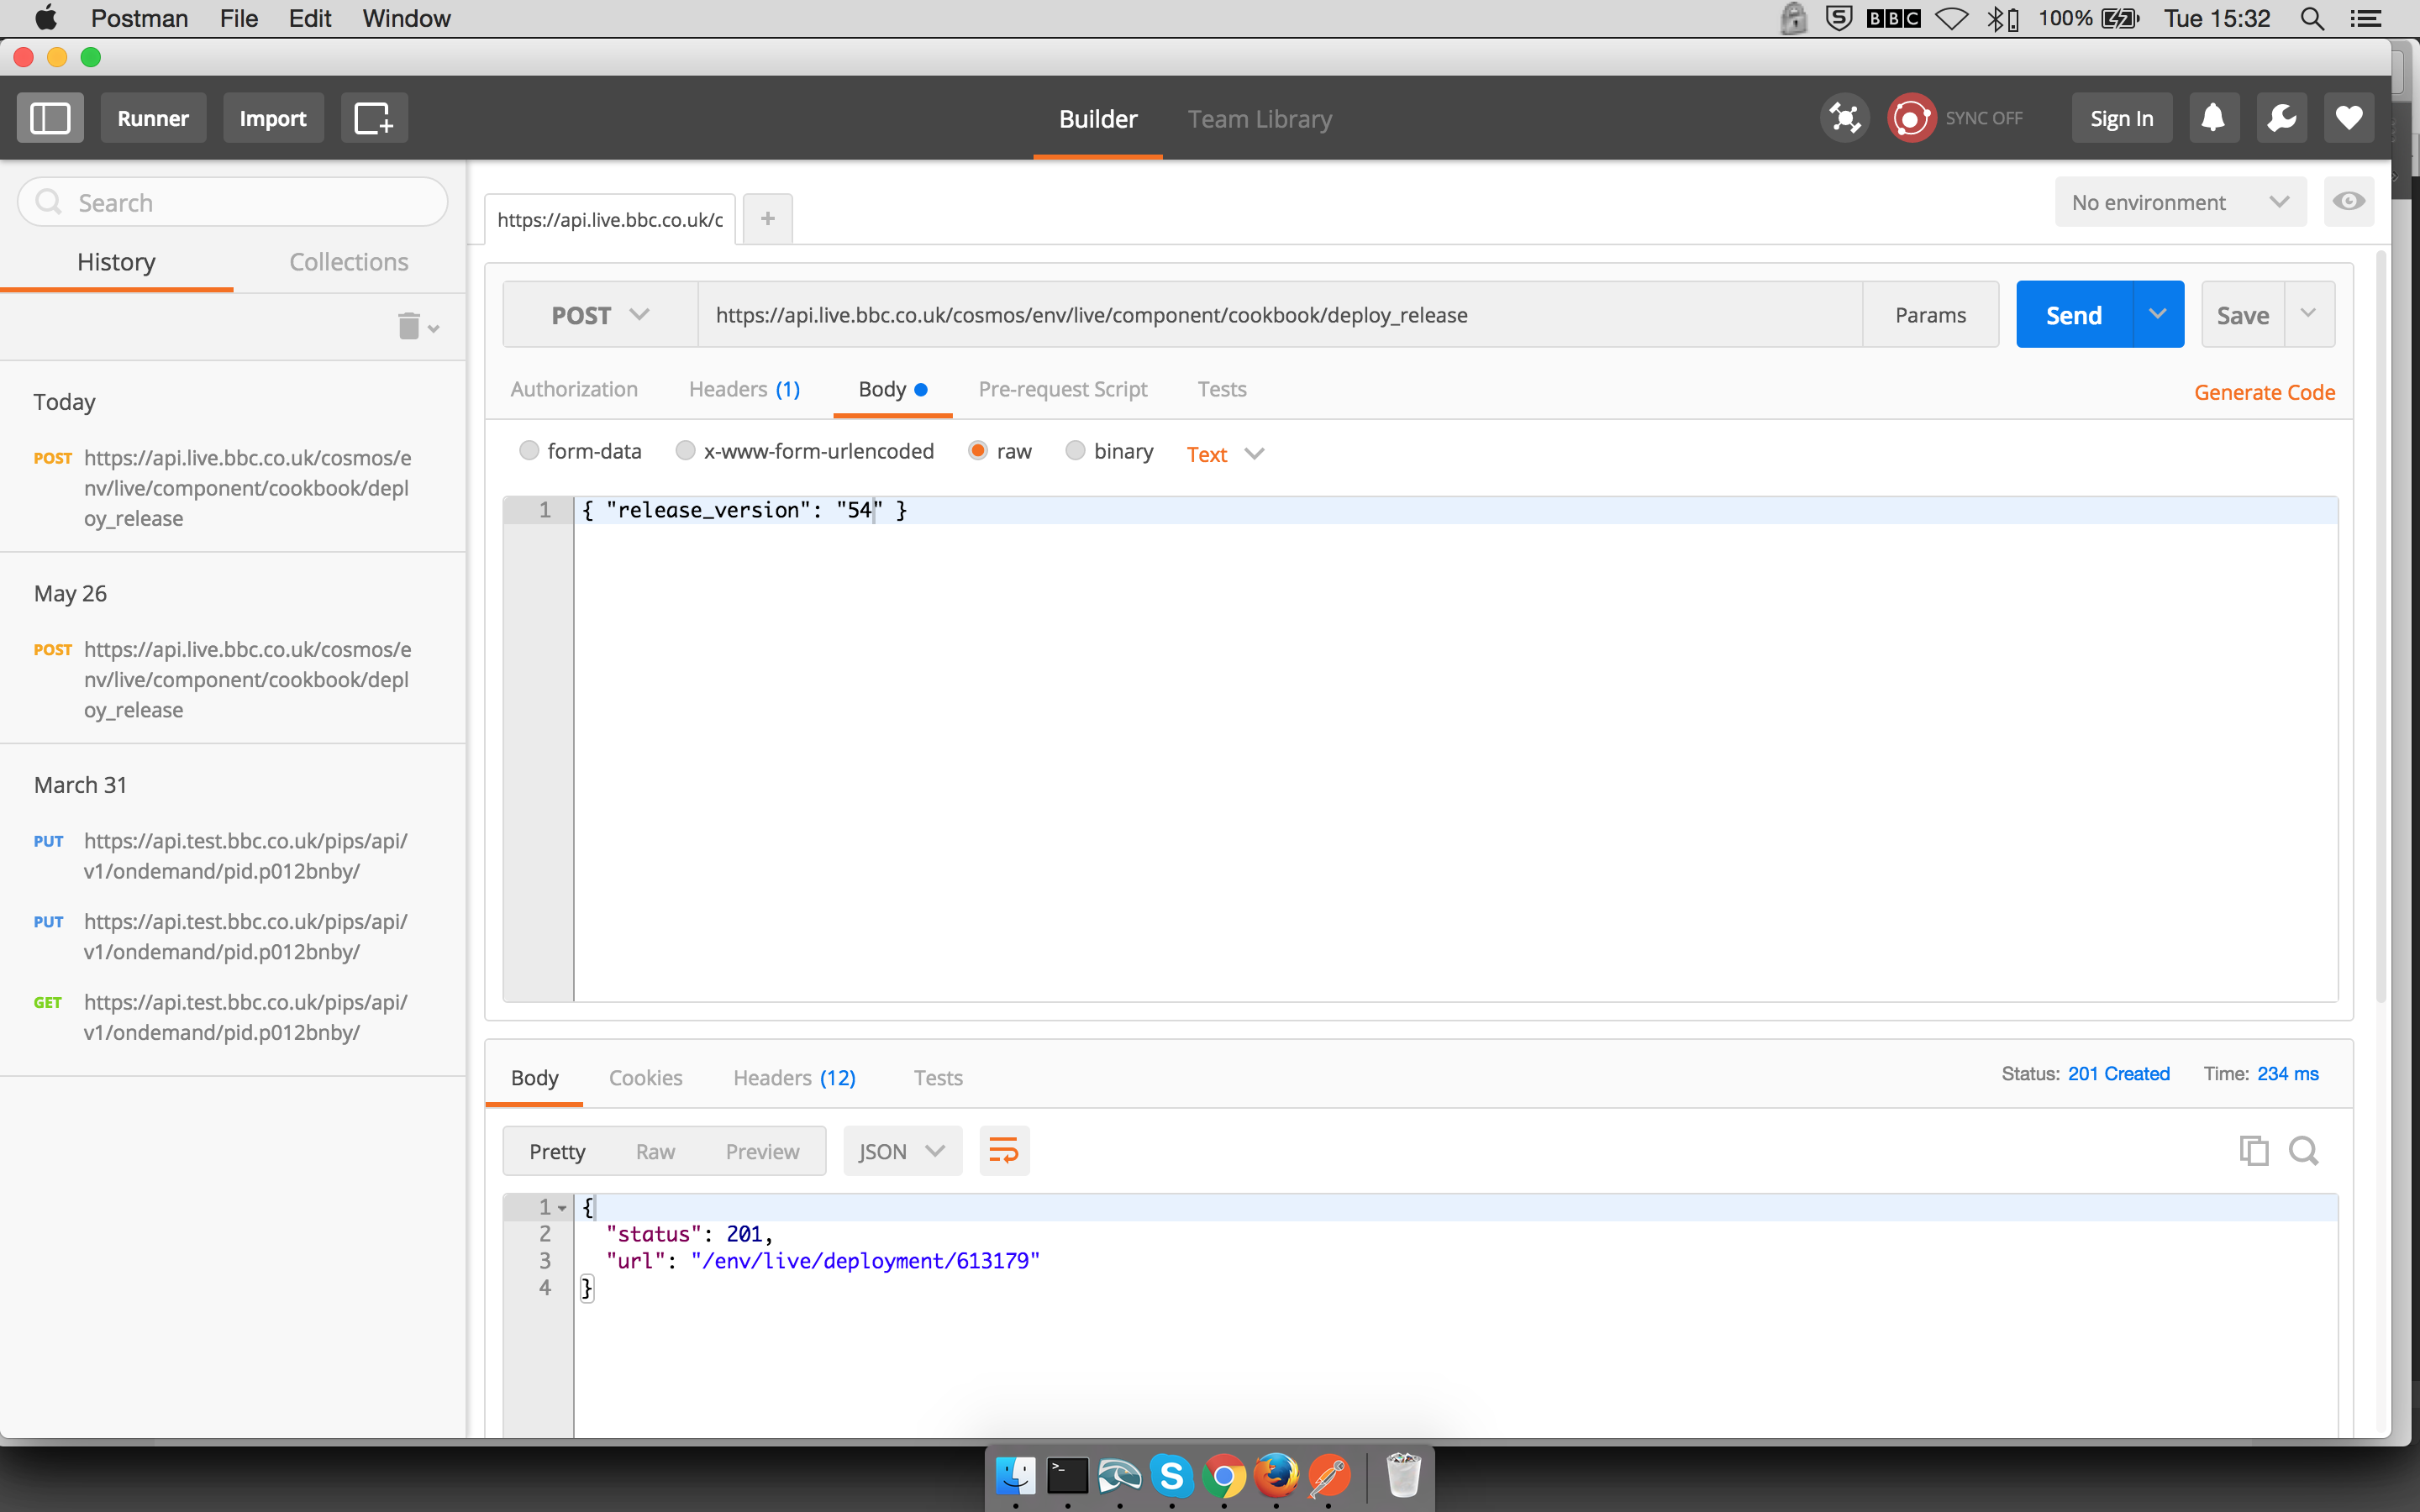 Postman File Edit Window BBC 100% Tue 15:32
Runner Import Builder Team Library SYNC OFF Sign In
Search
History Collections
Today
POST https://api.live.bbc.co.uk/cosmos/e
nv/live/component/cookbook/depl
oy_release
May 26
POST https://api.live.bbc.co.uk/cosmos/e
nv/live/component/cookbook/depl
oy_release
March 31
PUT https://api.test.bbc.co.uk/pips/api/
v1/ondemand/pid.p012bnby/
PUT https://api.test.bbc.co.uk/pips/api/
v1/ondemand/pid.p012bnby/
GET https://api.test.bbc.co.uk/pips/api/
v1/ondemand/pid.p012bnby/
https://api.live.bbc.co.uk/c + No environment
POST https://api.live.bbc.co.uk/cosmos/env/live/component/cookbook/deploy_release Params Send Save
Authorization Headers (1) Body Pre-request Script Tests Generate Code
form-data x-www-form-urlencoded raw binary Text
1 { "release_version": "54" }
Body Cookies Headers (12) Tests Status: 201 Created Time: 234 ms
Pretty Raw Preview JSON
1 {
2 "status": 201,
3 "url": "/env/live/deployment/613179"
4 }